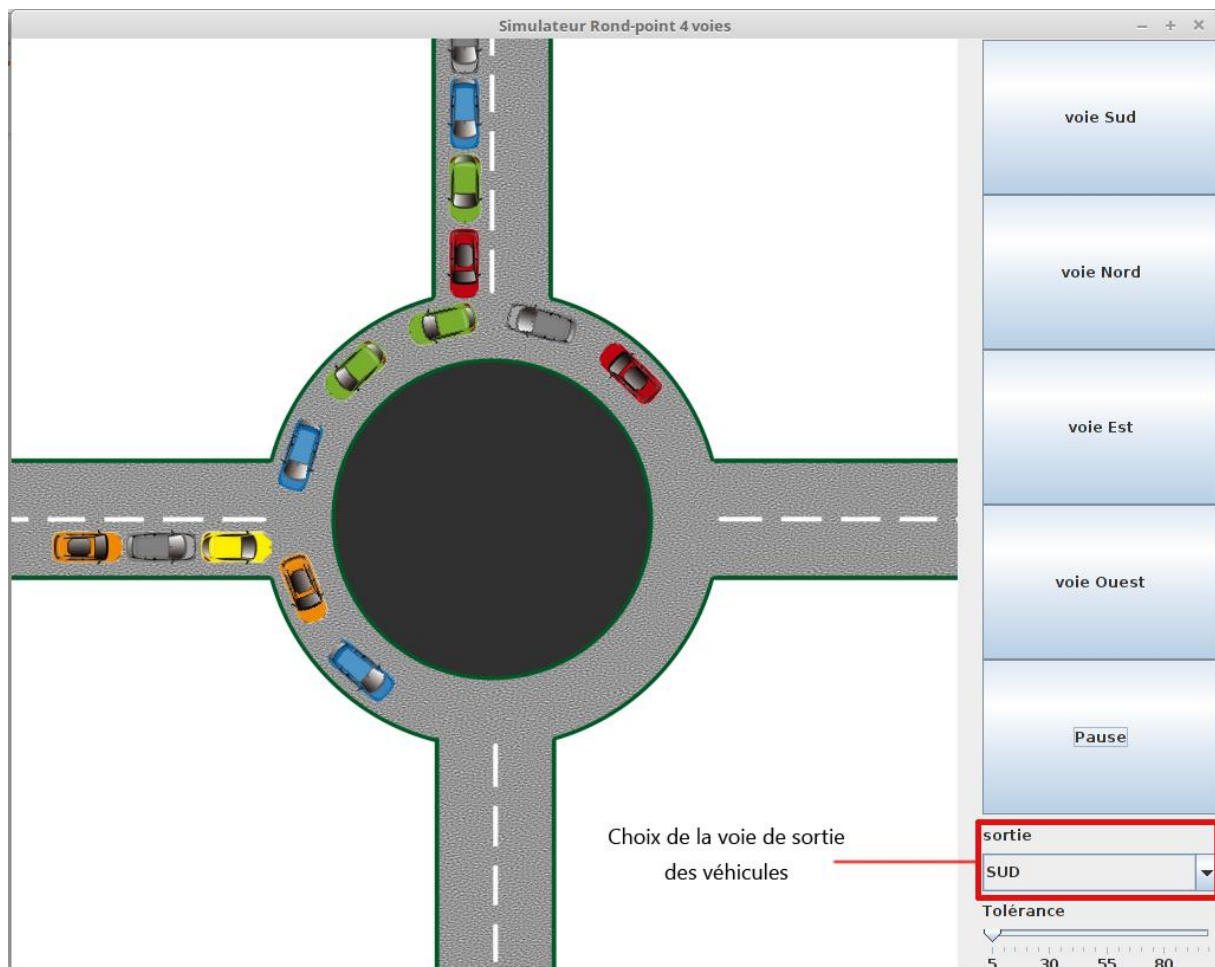 Simulateur Rond-point 4 voies
voie Sud
voie Nord
voie Est
voie Ouest
Pause
Choix de la voie de sortie
des véhicules
sortie
SUD
Tolérance
5 30 55 80